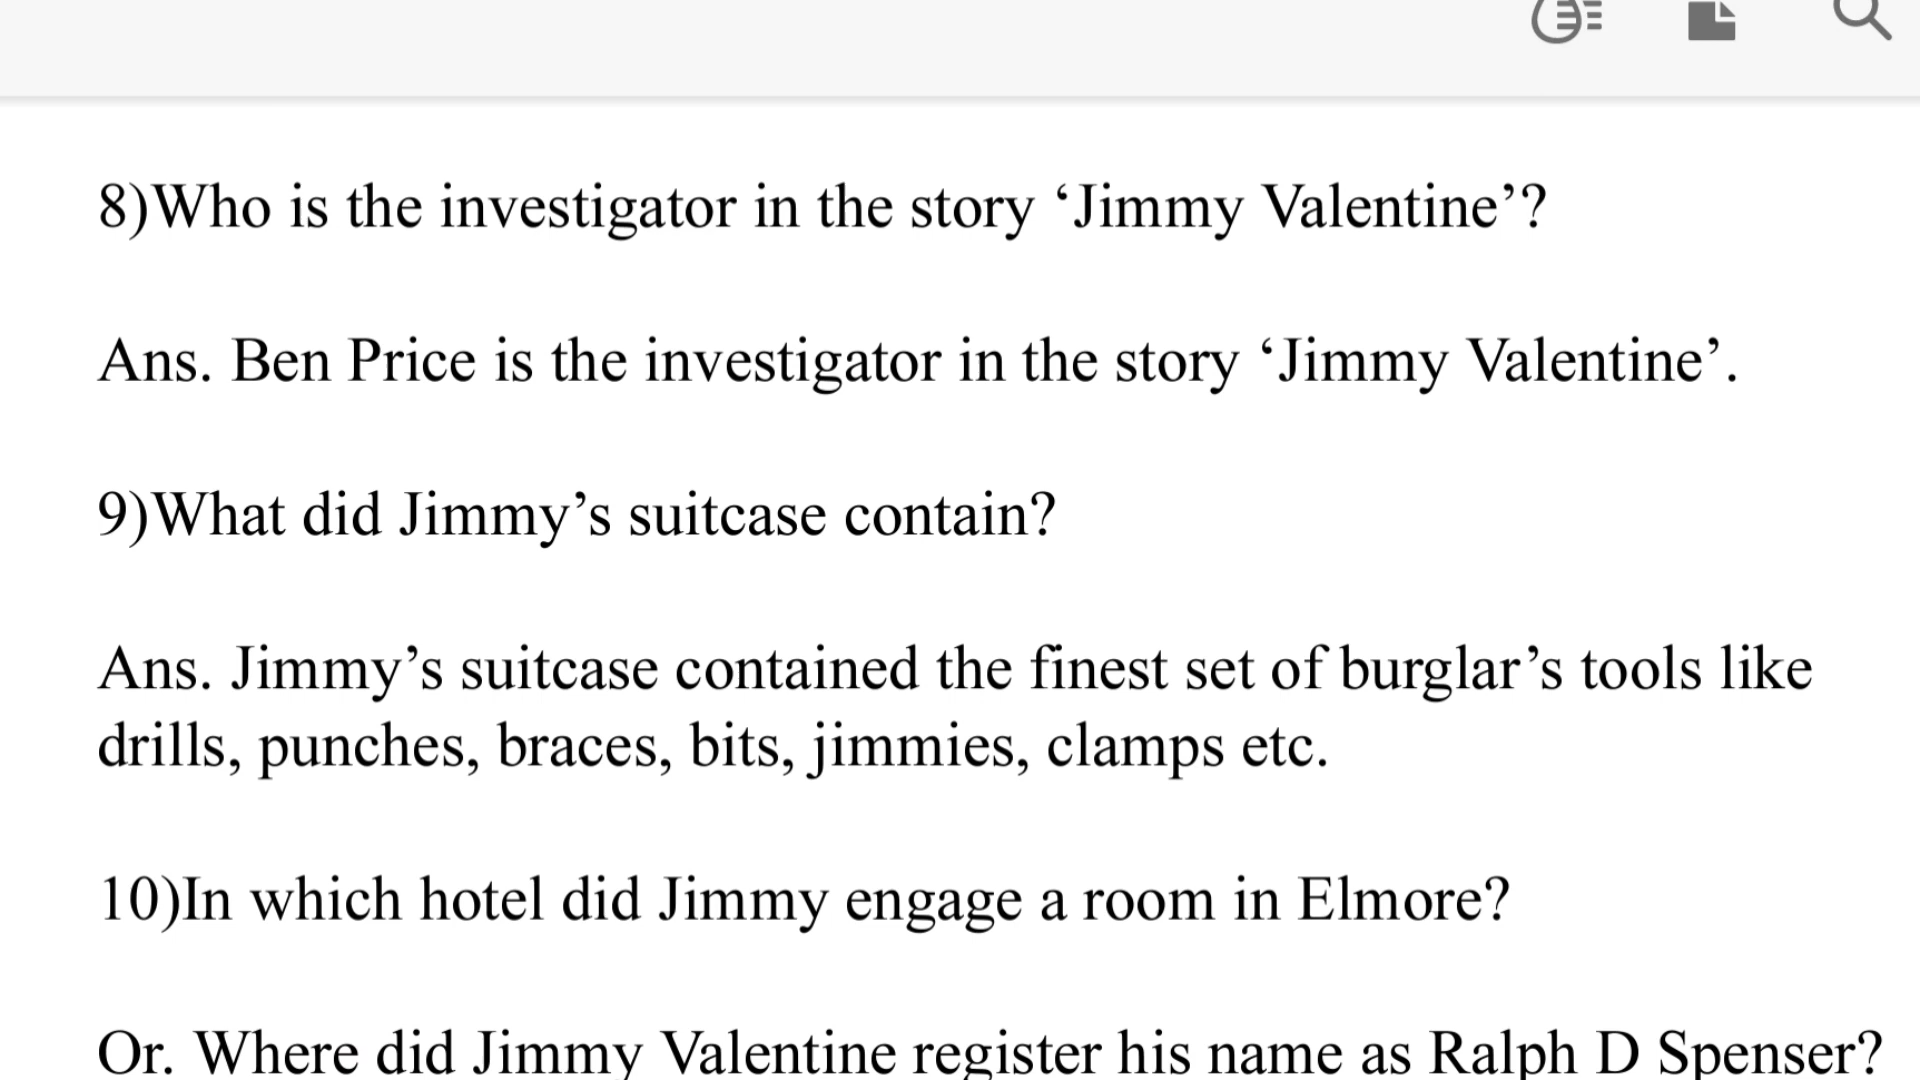 8)Who is the investigator in the story ‘Jimmy Valentine’?
Ans. Ben Price is the investigator in the story ‘Jimmy Valentine’.
9)What did Jimmy’s suitcase contain?
Ans. Jimmy’s suitcase contained the finest set of burglar’s tools like
drills, punches, braces, bits, jimmies, clamps etc.
10)In which hotel did Jimmy engage a room in Elmore?
Or. Where did Jimmy Valentine register his name as Ralph D Spenser?